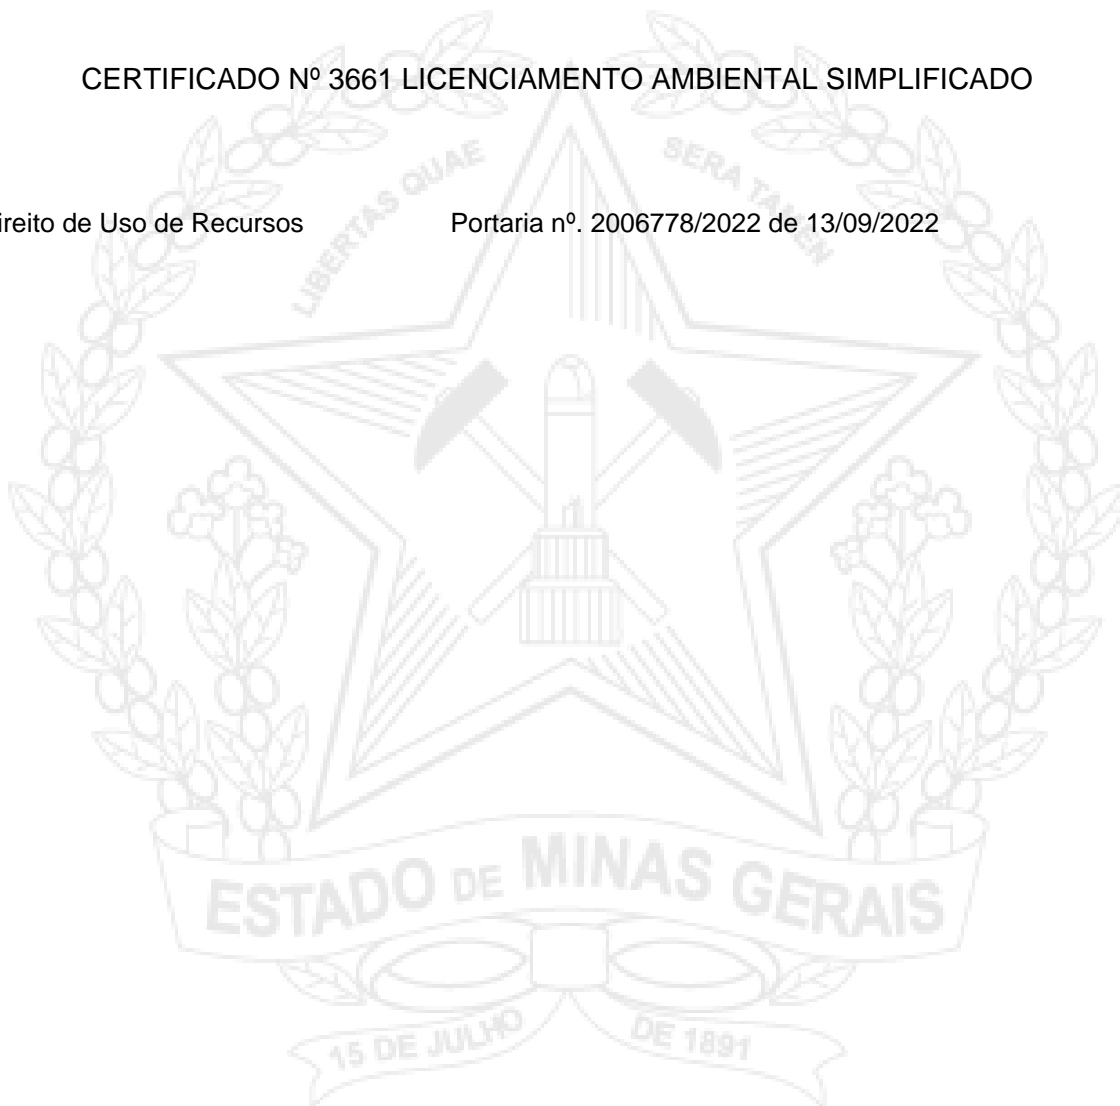 CERTIFICADO Nº 3661 LICENCIAMENTO AMBIENTAL SIMPLIFICADO
LIBERTAS QUAE SERA TAMEN
ireito de Uso de Recursos Portaria nº. 2006778/2022 de 13/09/2022
ESTADO DE MINAS GERAIS
15 DE JULHO DE 1891